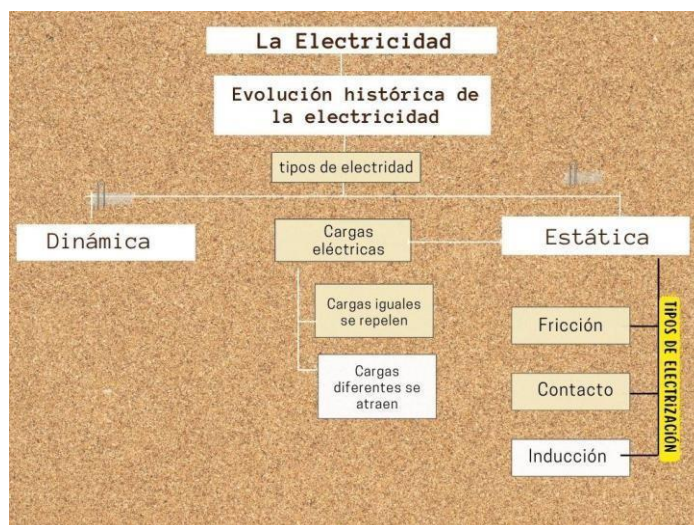 La Electricidad
Evolución histórica de
la electricidad
tipos de electridad
Dinámica
Cargas
eléctricas
Estática
Cargas iguales
se repelen
Cargas
diferentes se
atraen
Fricción
Contacto
Inducción
TIPOS DE ELECTRIZACIÓN